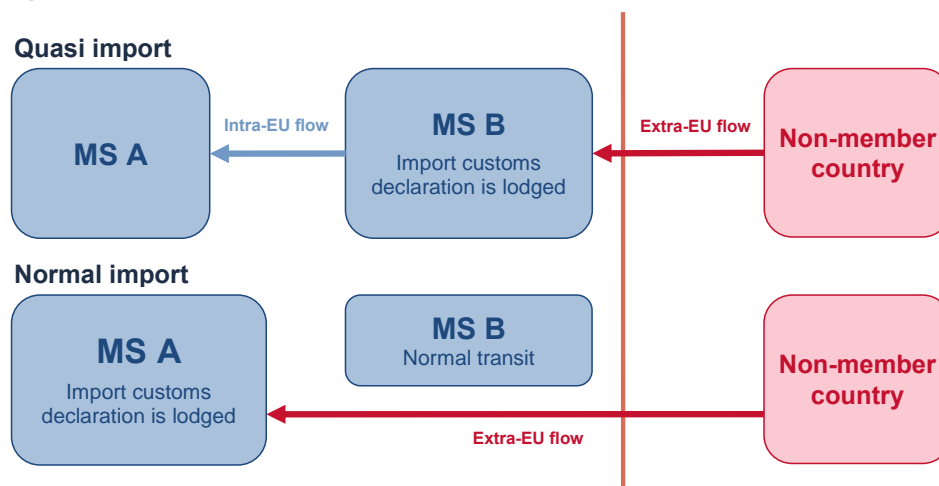 Quasi import
MS A
Intra-EU flow
MS B
Import customs
declaration is lodged
Extra-EU flow
Non-member
country
Normal import
MS A
Import customs
declaration is lodged
MS B
Normal transit
Extra-EU flow
Non-member
country